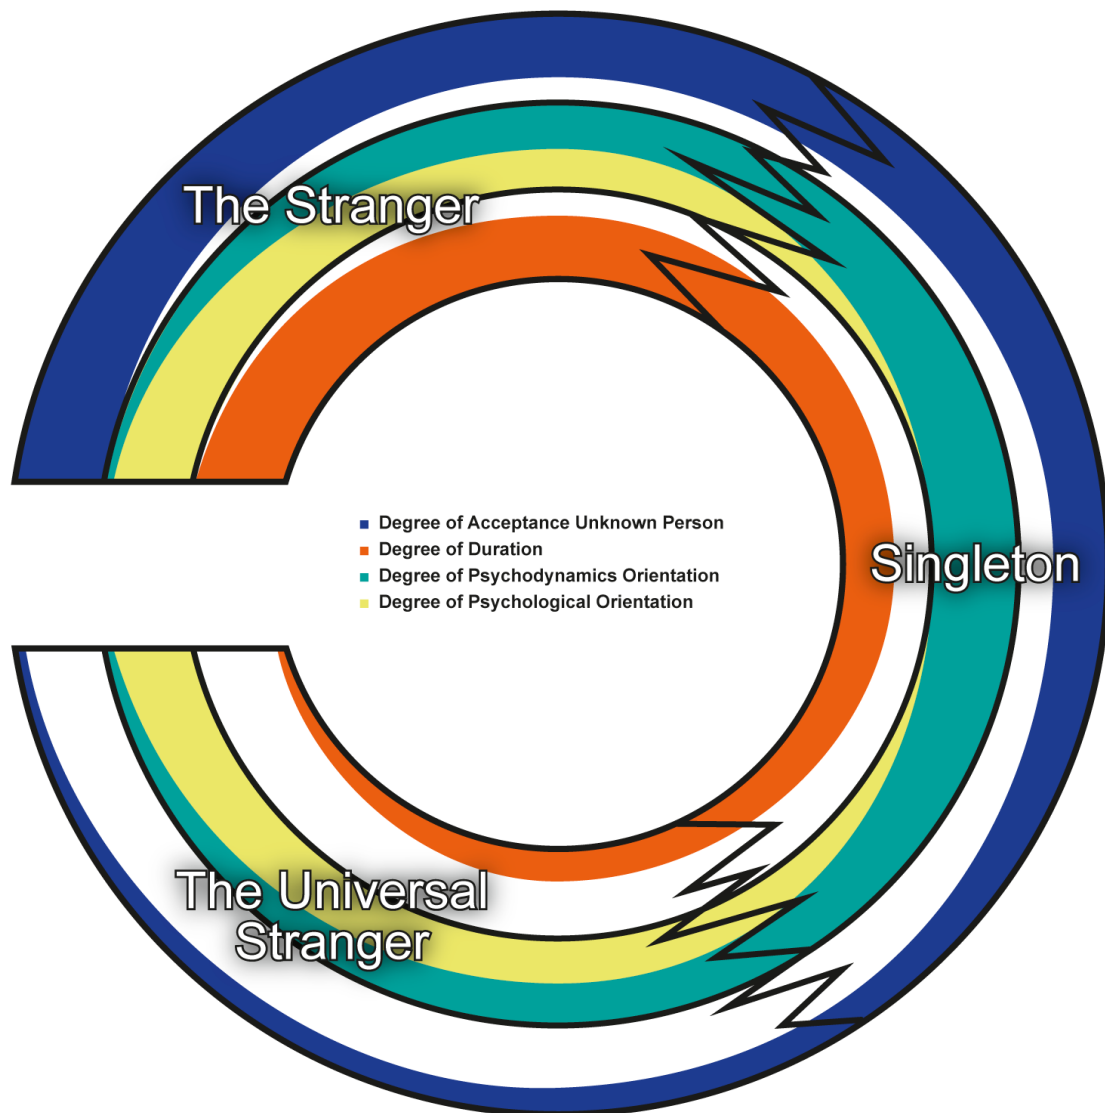 The Stranger
Degree of Acceptance Unknown Person
Degree of Duration
Degree of Psychodynamics Orientation
Degree of Psychological Orientation
Singleton
The Universal
Stranger